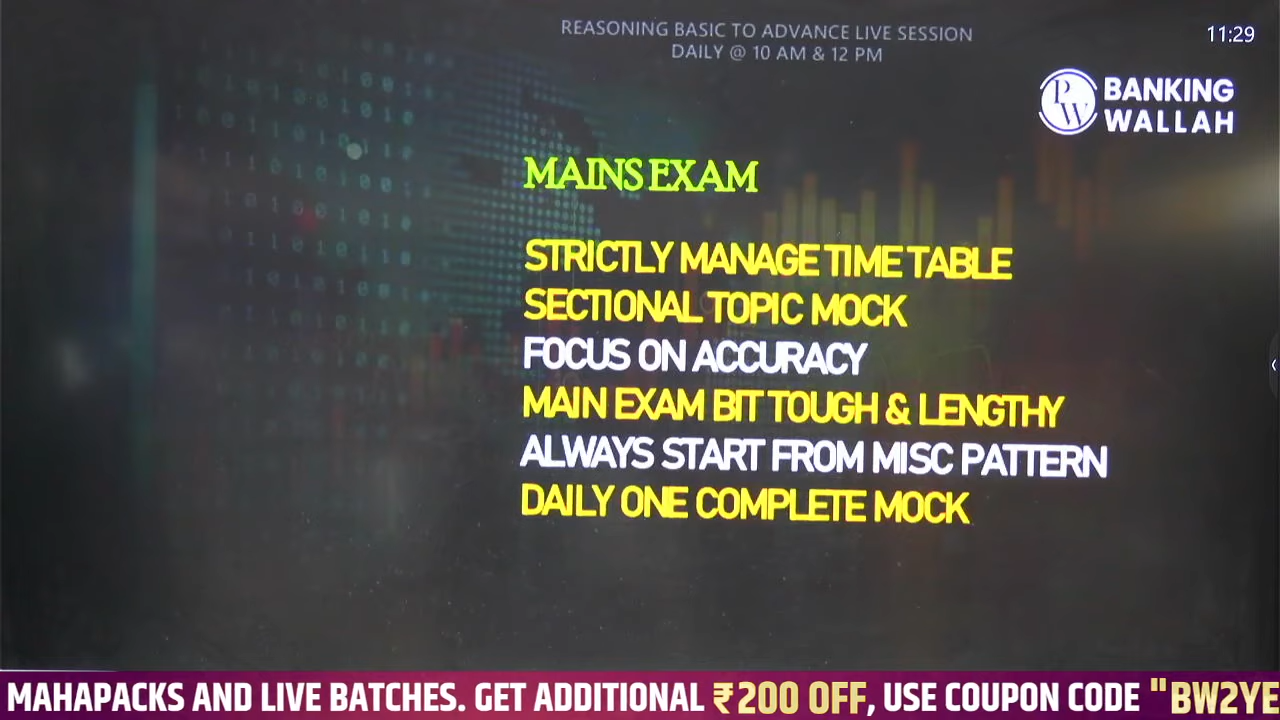 REASONING BASIC TO ADVANCE LIVE SESSION
DAILY @ 10 AM & 12 PM
11:29
PW
BANKING
WALLAH
MAINS EXAM
STRICTLY MANAGE TIME TABLE
SECTIONAL TOPIC MOCK
FOCUS ON ACCURACY
MAIN EXAM BIT TOUGH & LENGTHY
ALWAYS START FROM MISC PATTERN
DAILY ONE COMPLETE MOCK
MAHAPACKS AND LIVE BATCHES. GET ADDITIONAL ₹200 OFF, USE COUPON CODE "BW2YE